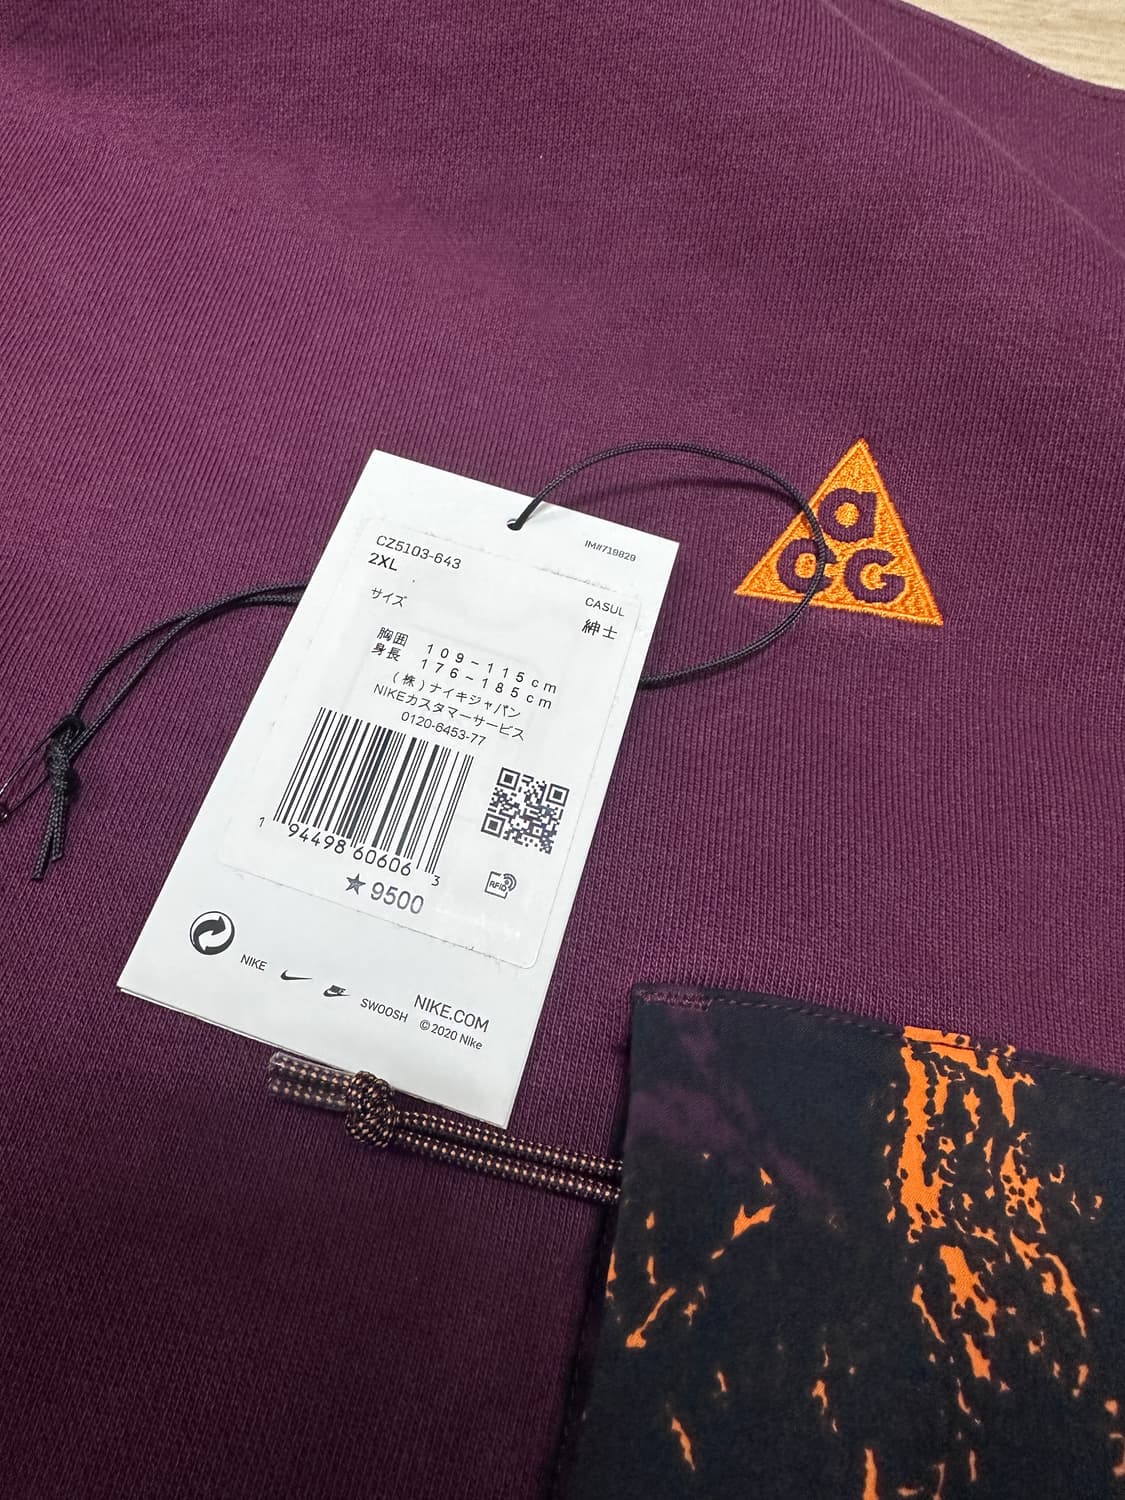 CZ5103-643
IM#719829
2XL
サイズ
CASUL
紳士
胸囲 109-115cm
身長 176-185cm
(株)ナイキジャパン
NIKEカスタマーサービス
0120-6453-77
1 94498 60606 3
RFID
★9500
NIKE
SWOOSH
NIKE.COM
©2020 Nike
aCG